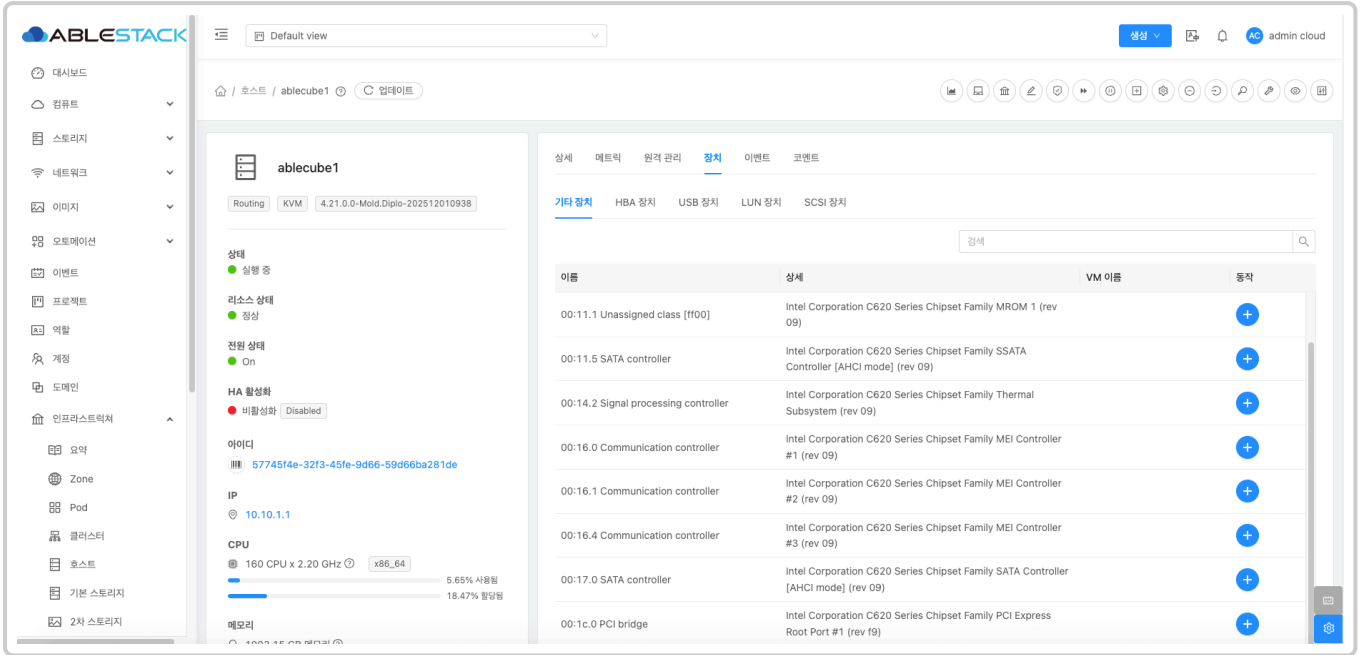 ABLESTACK
Default view
생성
AC admin cloud
대시보드
컴퓨트
스토리지
네트워크
이미지
오토메이션
이벤트
프로젝트
역할
계정
도메인
인프라스트럭쳐
요약
Zone
Pod
클러스터
호스트
기본 스토리지
2차 스토리지
/ 호스트 / ablecube1 업데이트
ablecube1
Routing KVM 4.21.0.0-Mold.Diplo-202512010938
상태
실행 중
리소스 상태
정상
전원 상태
On
HA 활성화
비활성화 Disabled
아이디
57745f4e-32f3-45fe-9d66-59d66ba281de
IP
10.10.1.1
CPU
160 CPU x 2.20 GHz x86_64
5.65% 사용됨
18.47% 할당됨
메모리
상세 메트릭 원격 관리 장치 이벤트 코멘트
기타 장치 HBA 장치 USB 장치 LUN 장치 SCSI 장치
검색
이름 상세 VM 이름 동작
00:11.1 Unassigned class [ff00]
Intel Corporation C620 Series Chipset Family MROM 1 (rev
09)
00:11.5 SATA controller
Intel Corporation C620 Series Chipset Family SSATA
Controller [AHCI mode] (rev 09)
00:14.2 Signal processing controller
Intel Corporation C620 Series Chipset Family Thermal
Subsystem (rev 09)
00:16.0 Communication controller
Intel Corporation C620 Series Chipset Family MEI Controller
#1 (rev 09)
00:16.1 Communication controller
Intel Corporation C620 Series Chipset Family MEI Controller
#2 (rev 09)
00:16.4 Communication controller
Intel Corporation C620 Series Chipset Family MEI Controller
#3 (rev 09)
00:17.0 SATA controller
Intel Corporation C620 Series Chipset Family SATA Controller
[AHCI mode] (rev 09)
00:1c.0 PCI bridge
Intel Corporation C620 Series Chipset Family PCI Express
Root Port #1 (rev f9)